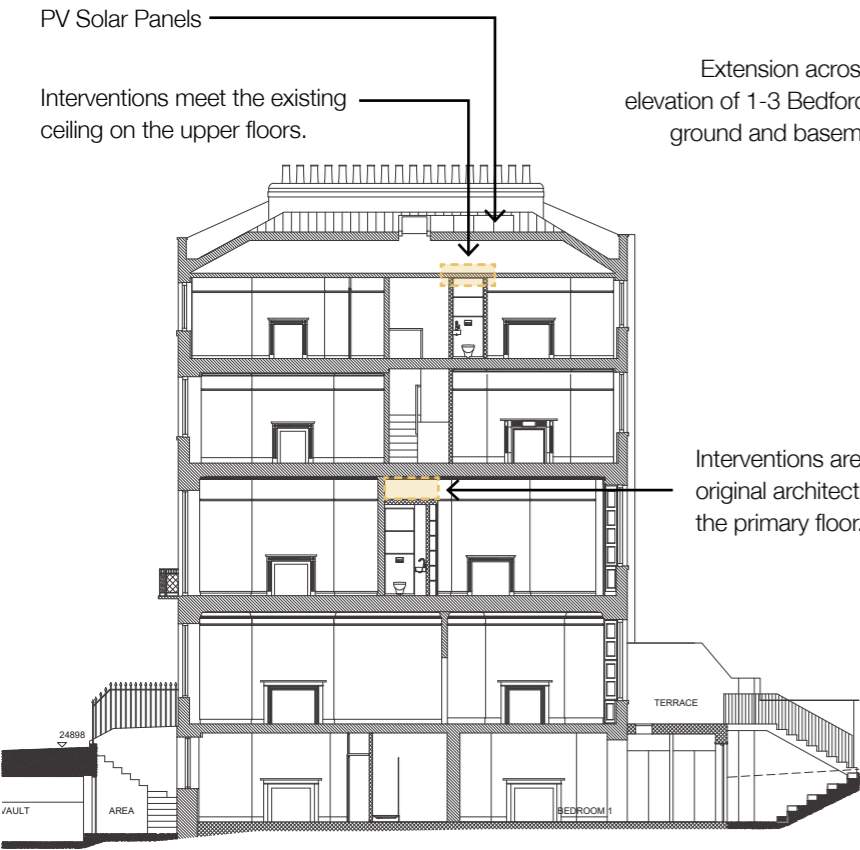 PV Solar Panels
Interventions meet the existing
ceiling on the upper floors.
Extension acros
elevation of 1-3 Bedford
ground and basem
Interventions are
original architect
the primary floor.
TERRACE
24898
VAULT
AREA
BEDROOM 1